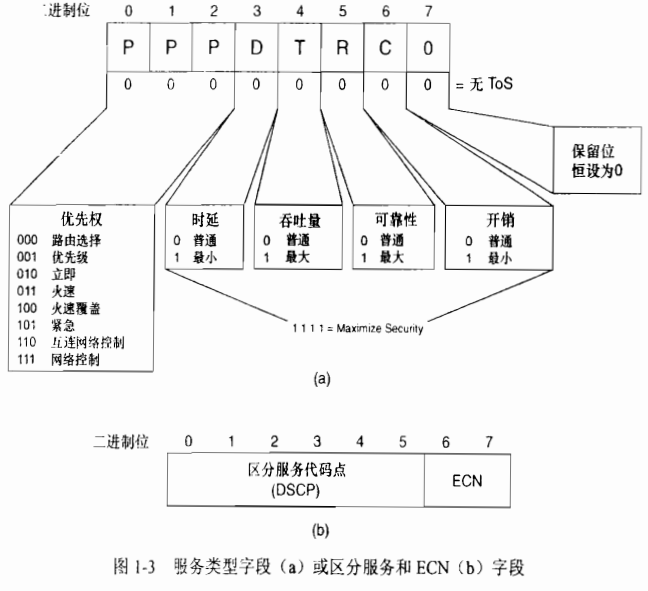 二进制位 0 1 2 3 4 5 6 7
P P P D T R C 0
0 0 0 0 0 0 0 0 = 无 ToS
保留位
恒设为0
优先权
000 路由选择
001 优先级
010 立即
011 火速
100 火速覆盖
101 紧急
110 互连网络控制
111 网络控制
时延
0 普通
1 最小
吞吐量
0 普通
1 最大
可靠性
0 普通
1 最大
开销
0 普通
1 最小
1 1 1 1 = Maximize Security
(a)
二进制位 0 1 2 3 4 5 6 7
区分服务代码点
(DSCP)
ECN
(b)
图 1-3 服务类型字段（a）或区分服务和 ECN（b）字段